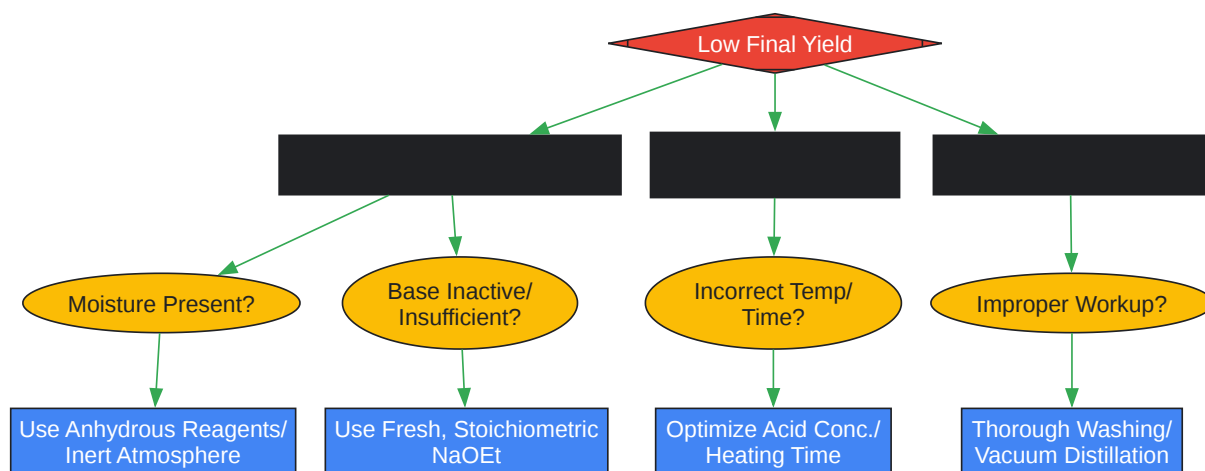 Low Final Yield
Moisture Present?
Base Inactive/
Insufficient?
Incorrect Temp/
Time?
Improper Workup?
Use Anhydrous Reagents/
Inert Atmosphere
Use Fresh, Stoichiometric
NaOEt
Optimize Acid Conc./
Heating Time
Thorough Washing/
Vacuum Distillation